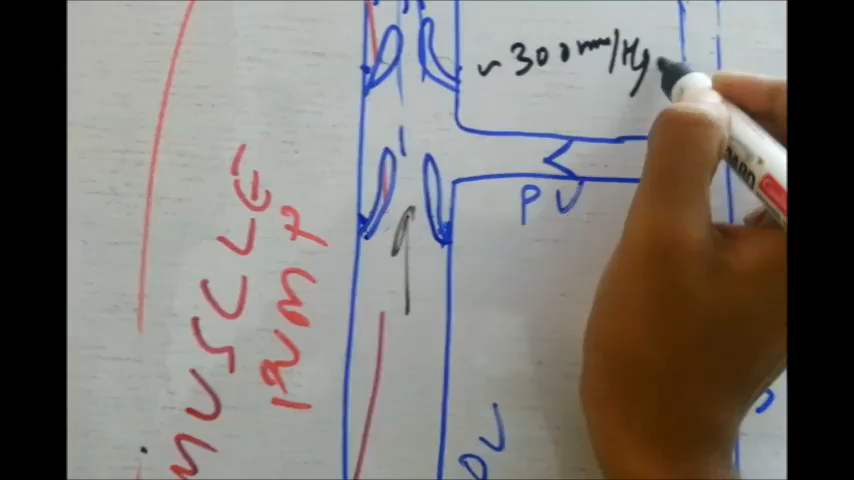 ~300mm/Hg
PV
MUSCLE
PUMP
DV